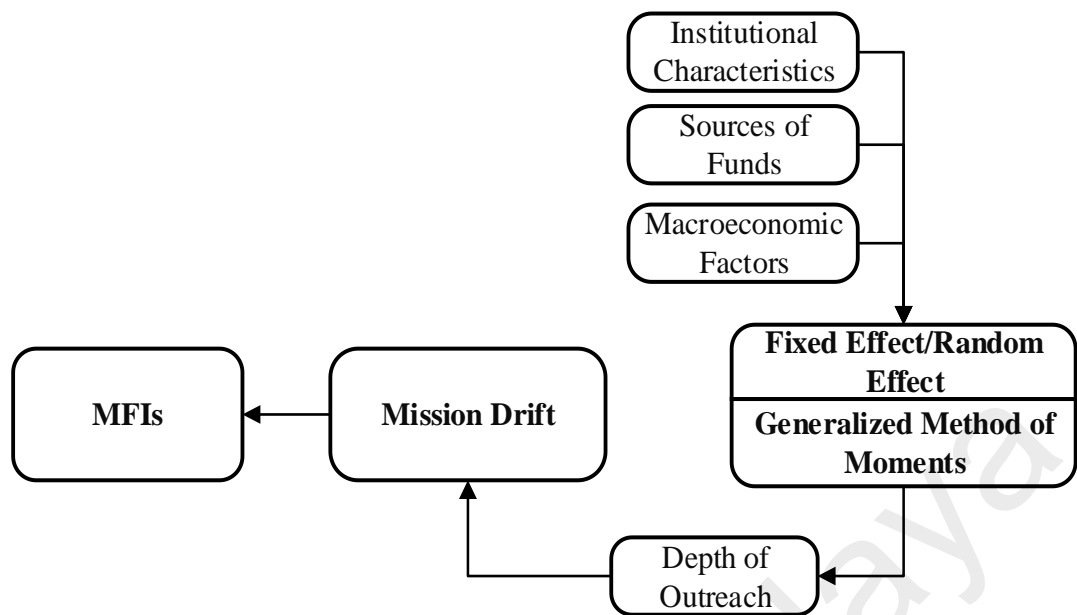 Institutional
Characteristics
Sources of
Funds
Macroeconomic
Factors
Fixed Effect/Random
Effect
Generalized Method of
Moments
MFIs
Mission Drift
Depth of
Outreach